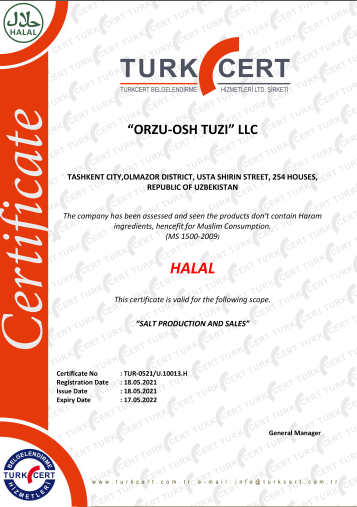 حلال
HALAL
Certificate
TURK CERT
TURKCERT BELGELENDİRME HİZMETLERİ LTD. ŞİRKETİ
“ORZU-OSH TUZI” LLC
TASHKENT CITY,OLMAZOR DISTRICT, USTA SHIRIN STREET, 254 HOUSES,
REPUBLIC OF UZBEKISTAN
The company has been assessed and seen the products don't contain Haram
ingredients, hencefit for Muslim Consumption.
(MS 1500-2009)
HALAL
This certificate is valid for the following scope.
“SALT PRODUCTION AND SALES”
Certificate No : TUR-0521/U.10013.H
Registration Date : 18.05.2021
Issue Date : 18.05.2021
Expiry Date : 17.05.2022
General Manager
BELGELENDİRME
TURK CERT
HİZMETLERİ
www.turkcert.com.tr/e-mail:info@turkcert.com.tr